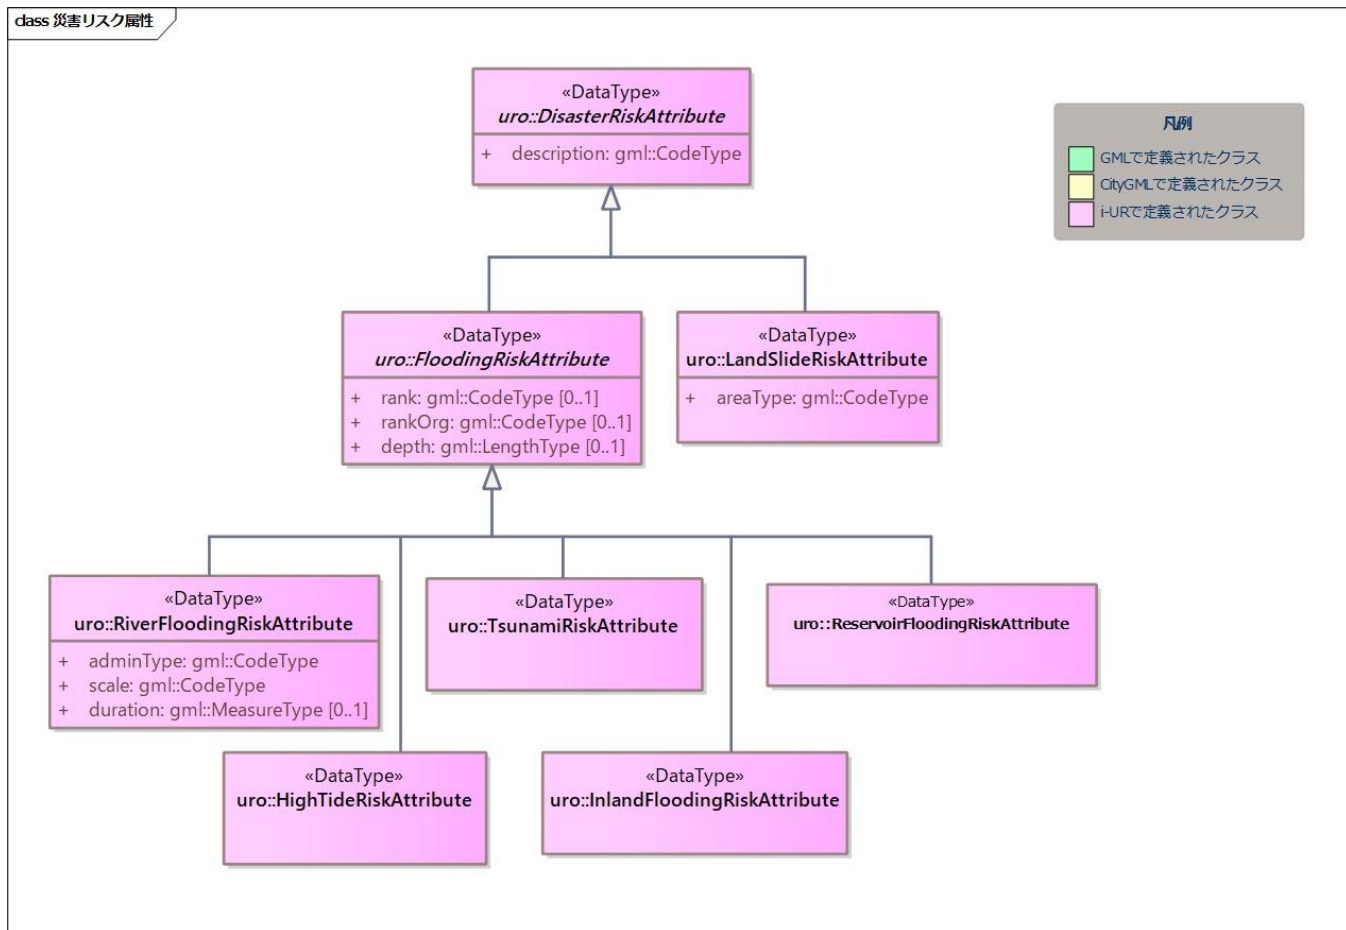 class 災害リスク属性
«DataType»
uro::DisasterRiskAttribute
+ description: gml::CodeType
凡例
GMLで定義されたクラス
CityGMLで定義されたクラス
i-URで定義されたクラス
«DataType»
uro::FloodingRiskAttribute
+ rank: gml::CodeType [0..1]
+ rankOrg: gml::CodeType [0..1]
+ depth: gml::LengthType [0..1]
«DataType»
uro::LandSlideRiskAttribute
+ areaType: gml::CodeType
«DataType»
uro::RiverFloodingRiskAttribute
+ adminType: gml::CodeType
+ scale: gml::CodeType
+ duration: gml::MeasureType [0..1]
«DataType»
uro::TsunamiRiskAttribute
«DataType»
uro::ReservoirFloodingRiskAttribute
«DataType»
uro::HighTideRiskAttribute
«DataType»
uro::InlandFloodingRiskAttribute